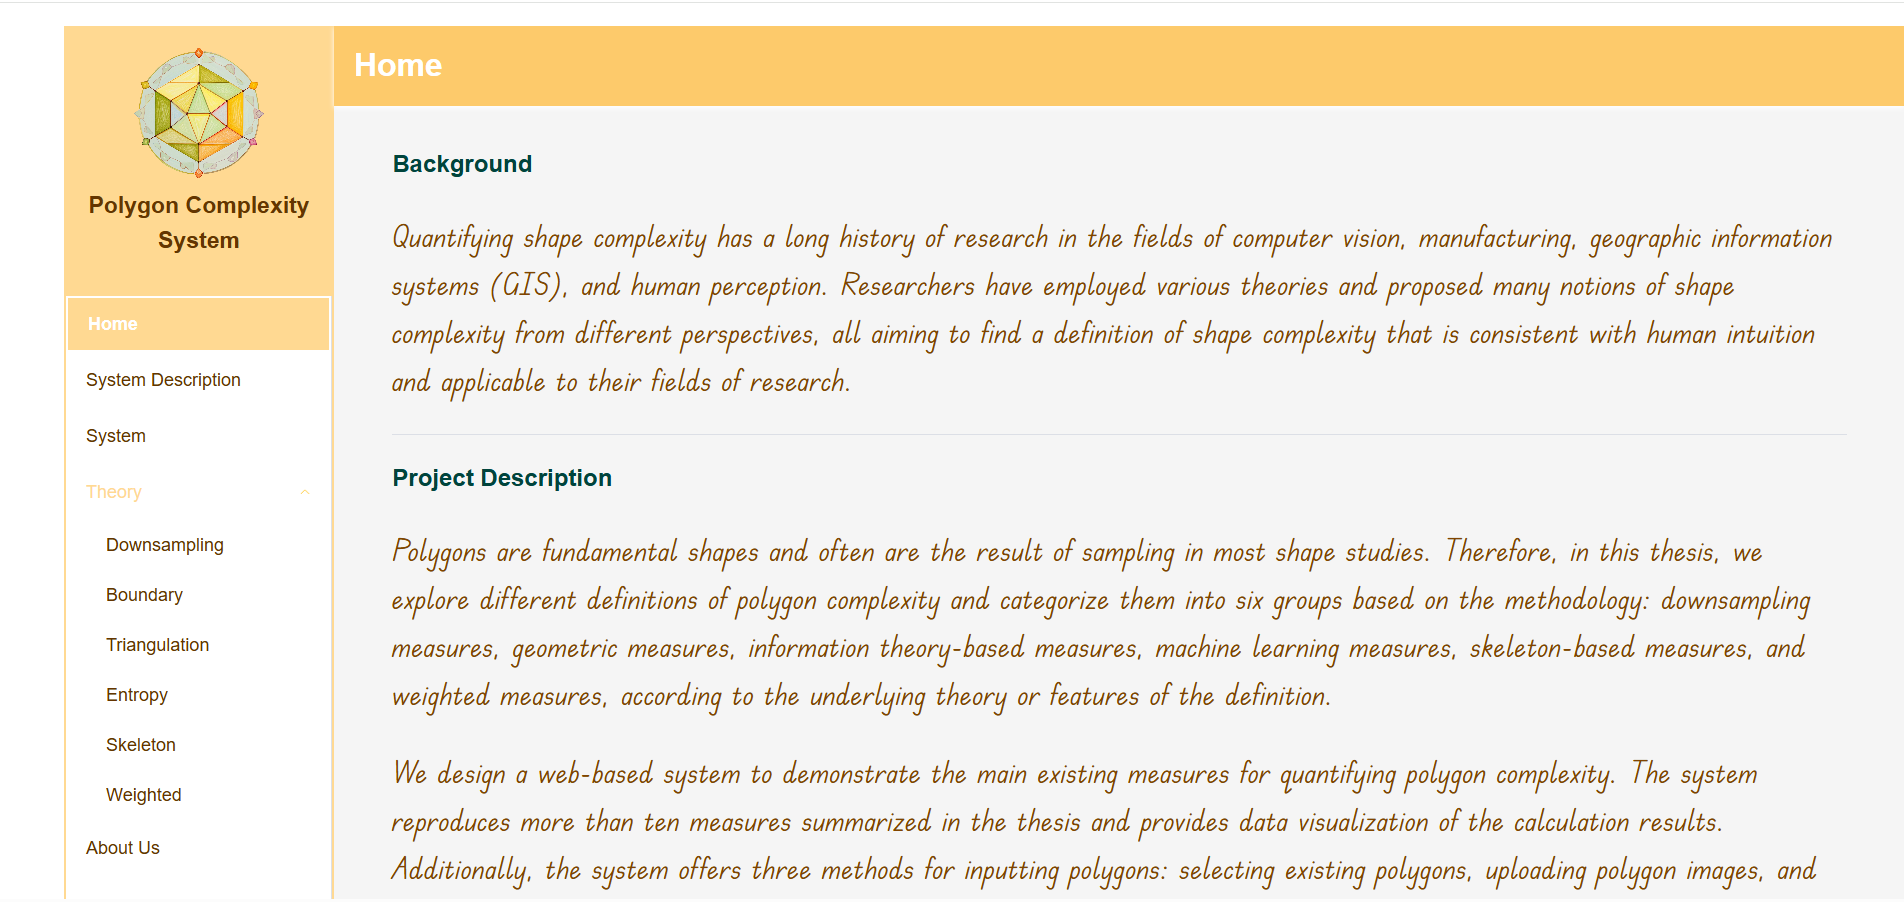 Polygon Complexity
System
Home
System Description
System
Theory
Downsampling
Boundary
Triangulation
Entropy
Skeleton
Weighted
About Us
Home
Background
Quantifying shape complexity has a long history of research in the fields of computer vision, manufacturing, geographic information
systems (GIS), and human perception. Researchers have employed various theories and proposed many notions of shape
complexity from different perspectives, all aiming to find a definition of shape complexity that is consistent with human intuition
and applicable to their fields of research.
Project Description
Polygons are fundamental shapes and often are the result of sampling in most shape studies. Therefore, in this thesis, we
explore different definitions of polygon complexity and categorize them into six groups based on the methodology: downsampling
measures, geometric measures, information theory-based measures, machine learning measures, skeleton-based measures, and
weighted measures, according to the underlying theory or features of the definition.
We design a web-based system to demonstrate the main existing measures for quantifying polygon complexity. The system
reproduces more than ten measures summarized in the thesis and provides data visualization of the calculation results.
Additionally, the system offers three methods for inputting polygons: selecting existing polygons, uploading polygon images, and